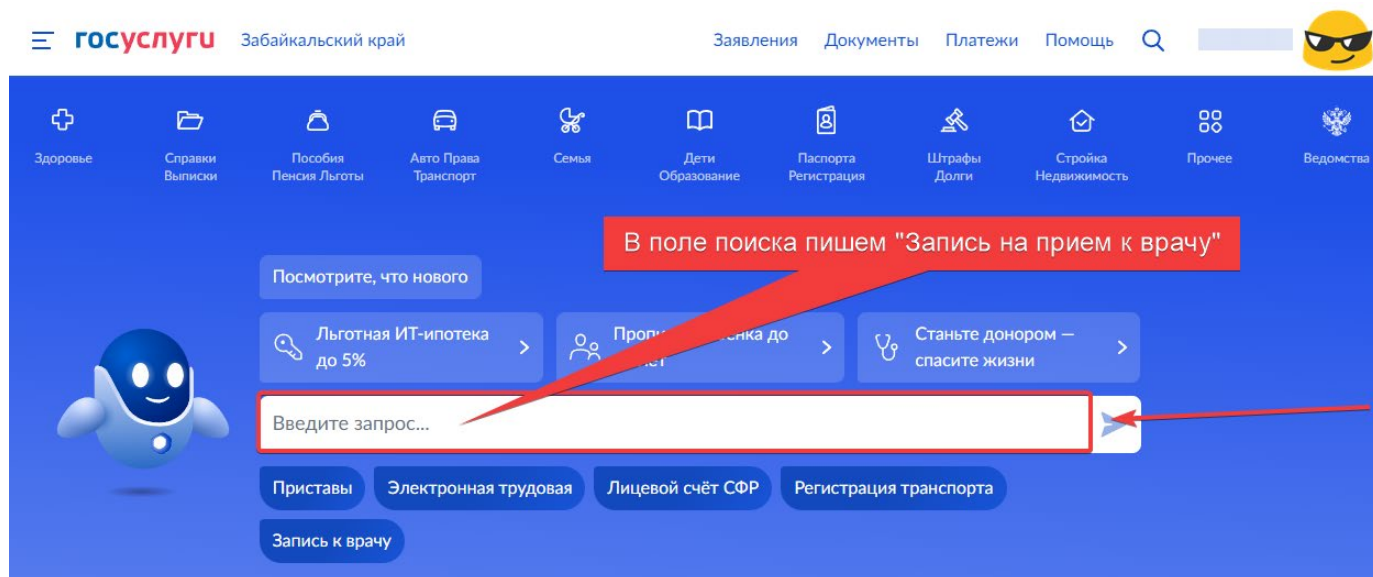 госуслуги Забайкальский край Заявления Документы Платежи Помощь
Здоровье Справки Пособия Авто Права Семья Дети Паспорта Штрафы Стройка Прочее Ведомства
Выписки Пенсия Льготы Транспорт Образование Регистрация Долги Недвижимость
В поле поиска пишем "Запись на прием к врачу"
Посмотрите, что нового
Льготная ИТ-ипотека до Станьте донором —
до 5% спасите жизни
Введите запрос...
Приставы Электронная трудовая Лицевой счёт СФР Регистрация транспорта
Запись к врачу